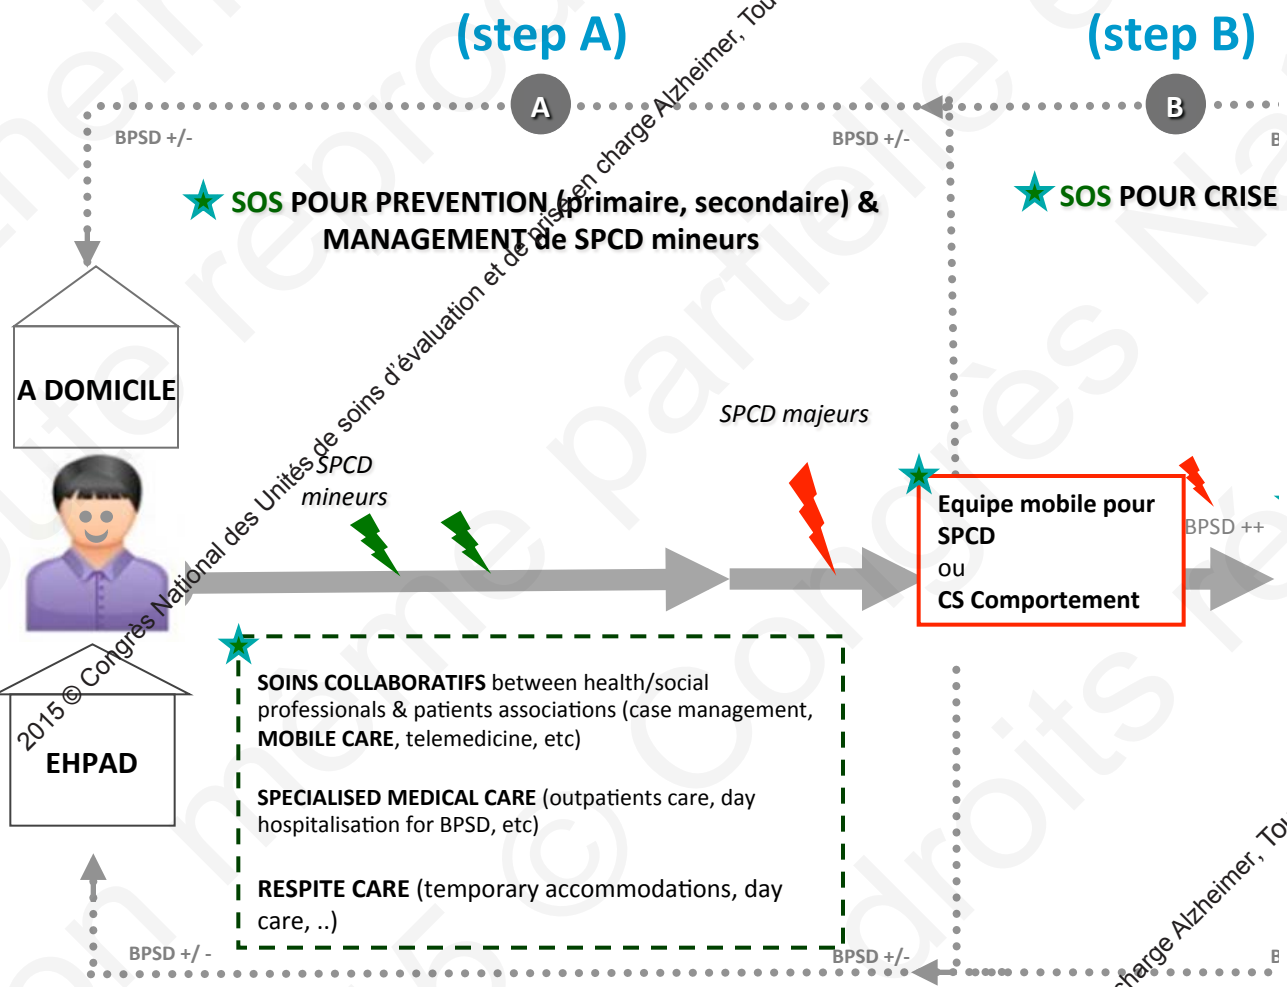 (step A)
(step B)
A
B
BPSD +/-
BPSD +/-
B
SOS POUR PREVENTION (primaire, secondaire) &
MANAGEMENT de SPCD mineurs
SOS POUR CRISE
A DOMICILE
SPCD
mineurs
SPCD majeurs
Equipe mobile pour
SPCD
ou
CS Comportement
BPSD ++
EHPAD
SOINS COLLABORATIFS between health/social
professionals & patients associations (case management,
MOBILE CARE, telemedicine, etc)
SPECIALISED MEDICAL CARE (outpatients care, day
hospitalisation for BPSD, etc)
RESPITE CARE (temporary accommodations, day
care, ..)
BPSD +/ -
BPSD +/-
B
2015 © Congrès National des Unités de soins d'évaluation et de prise en charge Alzheimer, Tou
charge Alzheimer, Tou